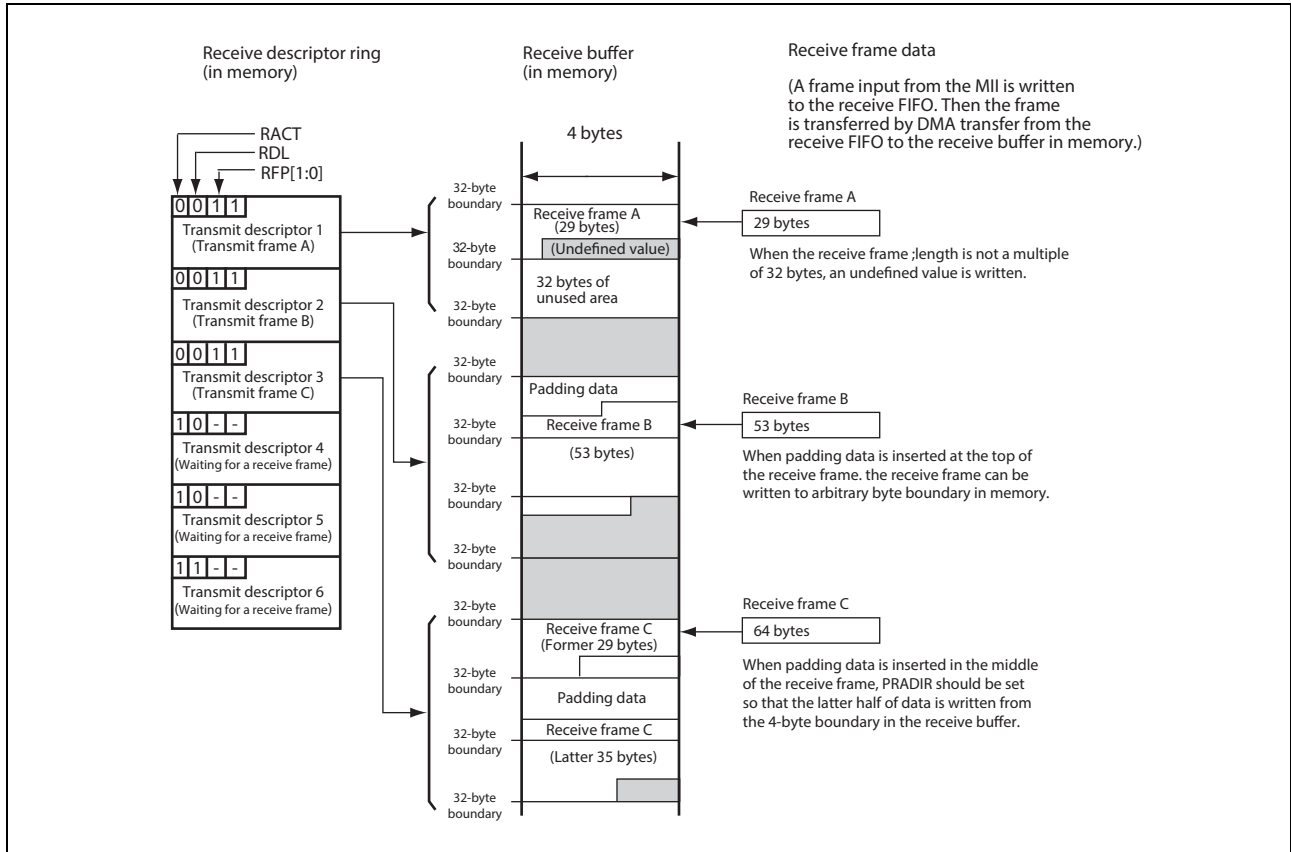 Receive descriptor ring
(in memory)
RACT
RDL
RFP[1:0]
0 0 1 1
Transmit descriptor 1
(Transmit frame A)
0 0 1 1
Transmit descriptor 2
(Transmit frame B)
0 0 1 1
Transmit descriptor 3
(Transmit frame C)
1 0 - -
Transmit descriptor 4
(Waiting for a receive frame)
1 0 - -
Transmit descriptor 5
(Waiting for a receive frame)
1 1 - -
Transmit descriptor 6
(Waiting for a receive frame)
Receive buffer
(in memory)
4 bytes
32-byte
boundary
Receive frame A
(29 bytes)
(Undefined value)
32-byte
boundary
32 bytes of
unused area
32-byte
boundary
32-byte
boundary
Padding data
32-byte
boundary
Receive frame B
(53 bytes)
32-byte
boundary
32-byte
boundary
32-byte
boundary
Receive frame C
(Former 29 bytes)
32-byte
boundary
Padding data
32-byte
boundary
Receive frame C
(Latter 35 bytes)
32-byte
boundary
Receive frame data
(A frame input from the MII is written
to the receive FIFO. Then the frame
is transferred by DMA transfer from the
receive FIFO to the receive buffer in memory.)
Receive frame A
29 bytes
When the receive frame ;length is not a multiple
of 32 bytes, an undefined value is written.
Receive frame B
53 bytes
When padding data is inserted at the top of
the receive frame. the receive frame can be
written to arbitrary byte boundary in memory.
Receive frame C
64 bytes
When padding data is inserted in the middle
of the receive frame, PRADIR should be set
so that the latter half of data is written from
the 4-byte boundary in the receive buffer.